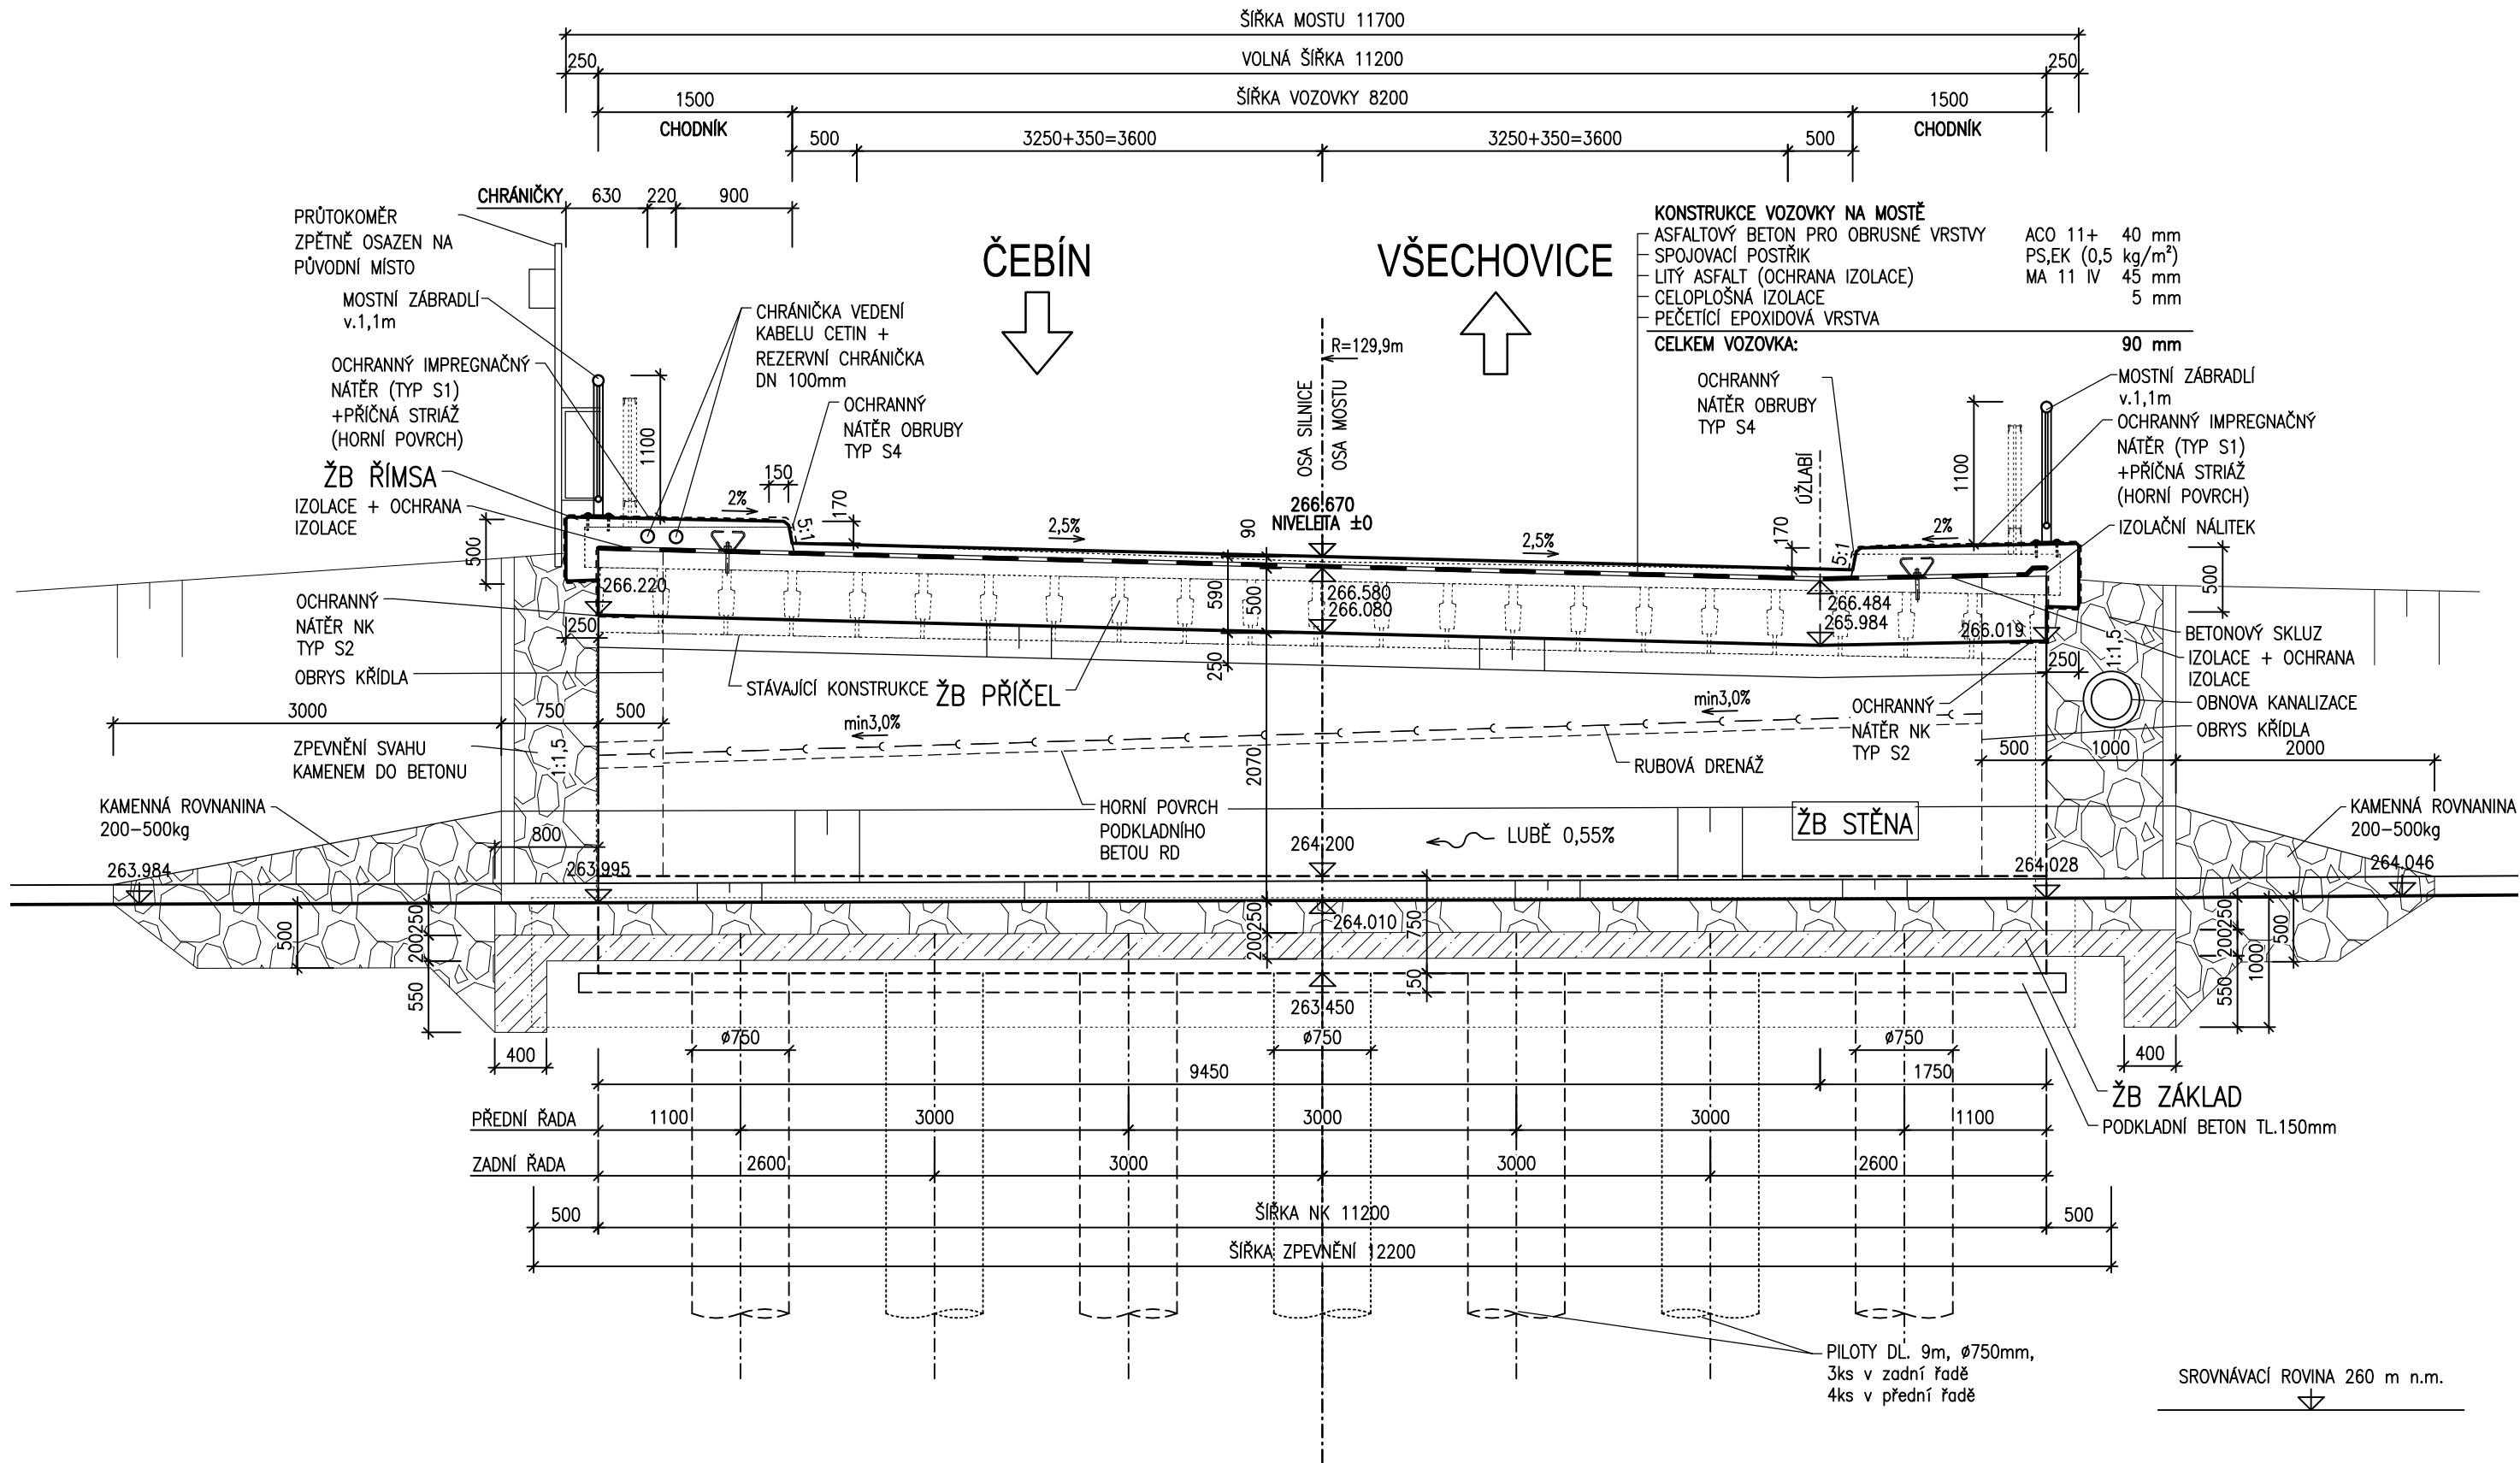 ŠÍŘKA MOSTU 11700
250 VOLNÁ ŠÍŘKA 11200 250
1500 ŠÍŘKA VOZOVKY 8200 1500
CHODNÍK CHODNÍK
500 3250+350=3600 3250+350=3600 500
CHRÁNIČKY 630 220 900
PRŮTOKOMĚR
ZPĚTNĚ OSAZEN NA
PŮVODNÍ MÍSTO
MOSTNÍ ZÁBRADLÍ
v.1,1m
OCHRANNÝ IMPREGNAČNÝ
NÁTĚR (TYP S1)
+PŘÍČNÁ STRIÁŽ
(HORNÍ POVRCH)
ŽB ŘÍMSA
IZOLACE + OCHRANA
IZOLACE
CHRÁNIČKA VEDENÍ
KABELU CETIN +
REZERVNÍ CHRÁNIČKA
DN 100mm
OCHRANNÝ
NÁTĚR OBRUBY
TYP S4
ČEBÍN
VŠECHOVICE
R=129,9m
OSA SILNICE
OSA MOSTU
KONSTRUKCE VOZOVKY NA MOSTĚ
ASFALTOVÝ BETON PRO OBRUSNÉ VRSTVY ACO 11+ 40 mm
SPOJOVACÍ POSTŘIK PS,EK (0,5 kg/m²)
LITÝ ASFALT (OCHRANA IZOLACE) MA 11 IV 45 mm
CELOPLOŠNÁ IZOLACE 5 mm
PEČETÍCÍ EPOXIDOVÁ VRSTVA
CELKEM VOZOVKA: 90 mm
OCHRANNÝ
NÁTĚR OBRUBY
TYP S4
ÚŽLABÍ
MOSTNÍ ZÁBRADLÍ
v.1,1m
OCHRANNÝ IMPREGNAČNÝ
NÁTĚR (TYP S1)
+PŘÍČNÁ STRIÁŽ
(HORNÍ POVRCH)
IZOLAČNÍ NÁLITEK
1100 150 170 5:1
2% 2,5%
266.670
NIVELETA ±0
90
2,5% 170 5:1 2% 1100
500 500
266.220
590 500
266.580
266.080
266.484
265.984
266.019
250 250 250
1:1,5
OCHRANNÝ
NÁTĚR NK
TYP S2
OBRYS KŘÍDLA
STÁVAJÍCÍ KONSTRUKCE
ŽB PŘÍČEL
BETONOVÝ SKLUZ
IZOLACE + OCHRANA
IZOLACE
OBNOVA KANALIZACE
OBRYS KŘÍDLA
OCHRANNÝ
NÁTĚR NK
TYP S2
3000 750 500
min3,0% min3,0%
500 1000 2000
ZPEVNĚNÍ SVAHU
KAMENEM DO BETONU
1:1,5
2070
RUBOVÁ DRENÁŽ
KAMENNÁ ROVNANINA
200-500kg
HORNÍ POVRCH
PODKLADNÍHO
BETOU RD
ŽB STĚNA
LUBĚ 0,55%
KAMENNÁ ROVNANINA
200-500kg
800
263.984
263.995
264.200
264.028
264.046
500 250 200 550
250 200
264.010
750
150
263.450
250 200 550 500 1000
400 ø750 ø750 ø750 400
9450 1750
ŽB ZÁKLAD
PODKLADNÍ BETON TL.150mm
PŘEDNÍ ŘADA 1100 3000 3000 3000 1100
ZADNÍ ŘADA 2600 3000 3000 2600
500 ŠÍŘKA NK 11200 500
ŠÍŘKA ZPEVNĚNÍ 12200
PILOTY DL. 9m, ø750mm,
3ks v zadní řadě
4ks v přední řadě
SROVNÁVACÍ ROVINA 260 m n.m.